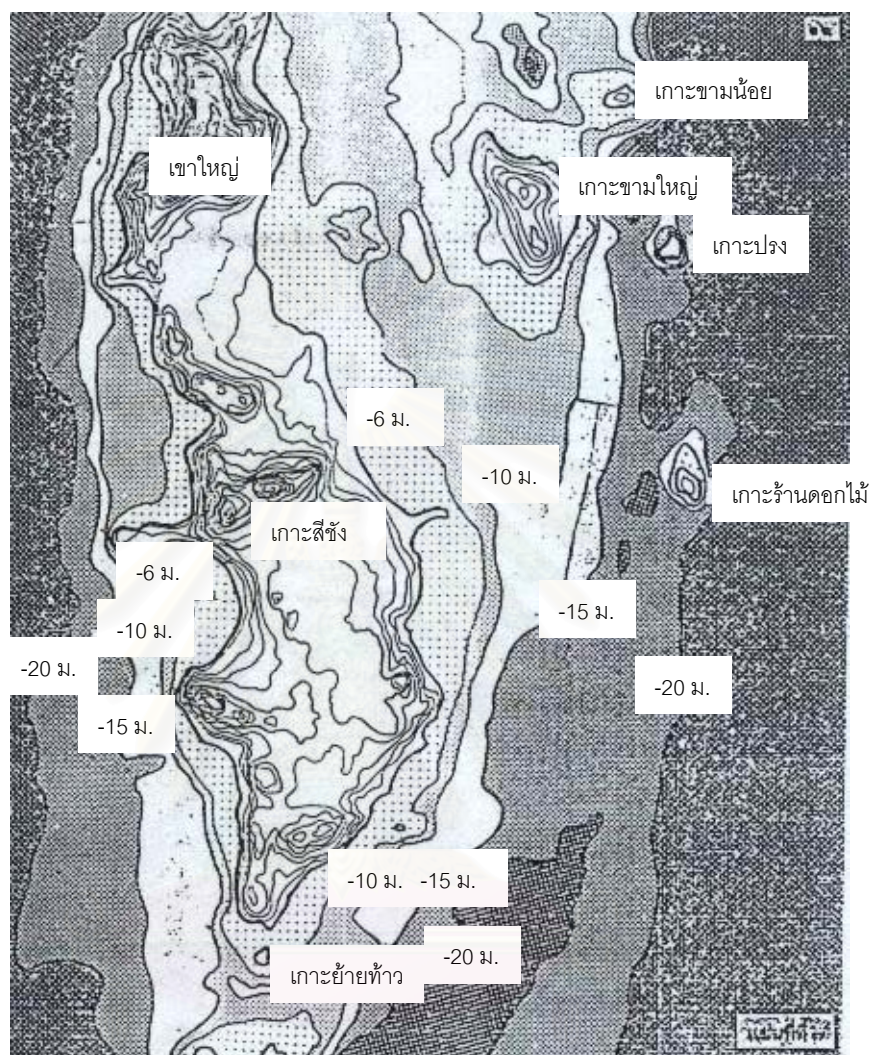 เกาะขามน้อย
เขาใหญ่
เกาะขามใหญ่
เกาะปรง
-6 ม.
-10 ม.
เกาะร้านดอกไม้
เกาะสีชัง
-6 ม.
-10 ม.
-15 ม.
-20 ม.
-20 ม.
-15 ม.
-10 ม. -15 ม.
-20 ม.
เกาะย้ายท้าว